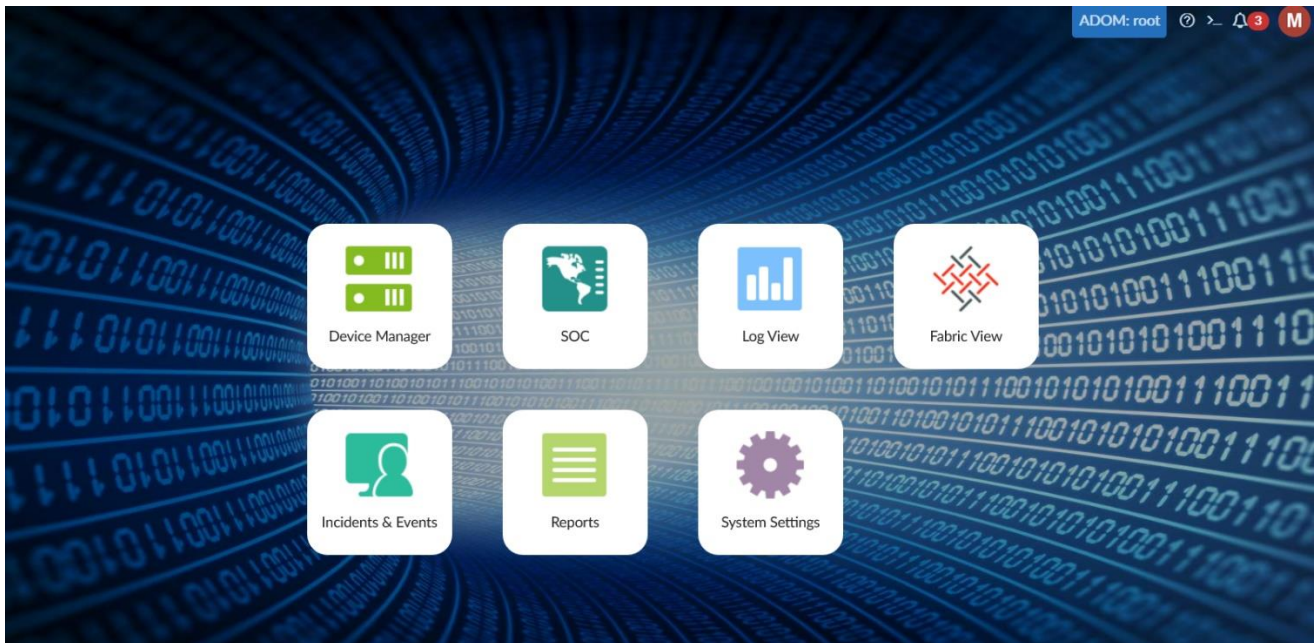 ADOM: root
3
M
Device Manager
SOC
Log View
Fabric View
Incidents & Events
Reports
System Settings